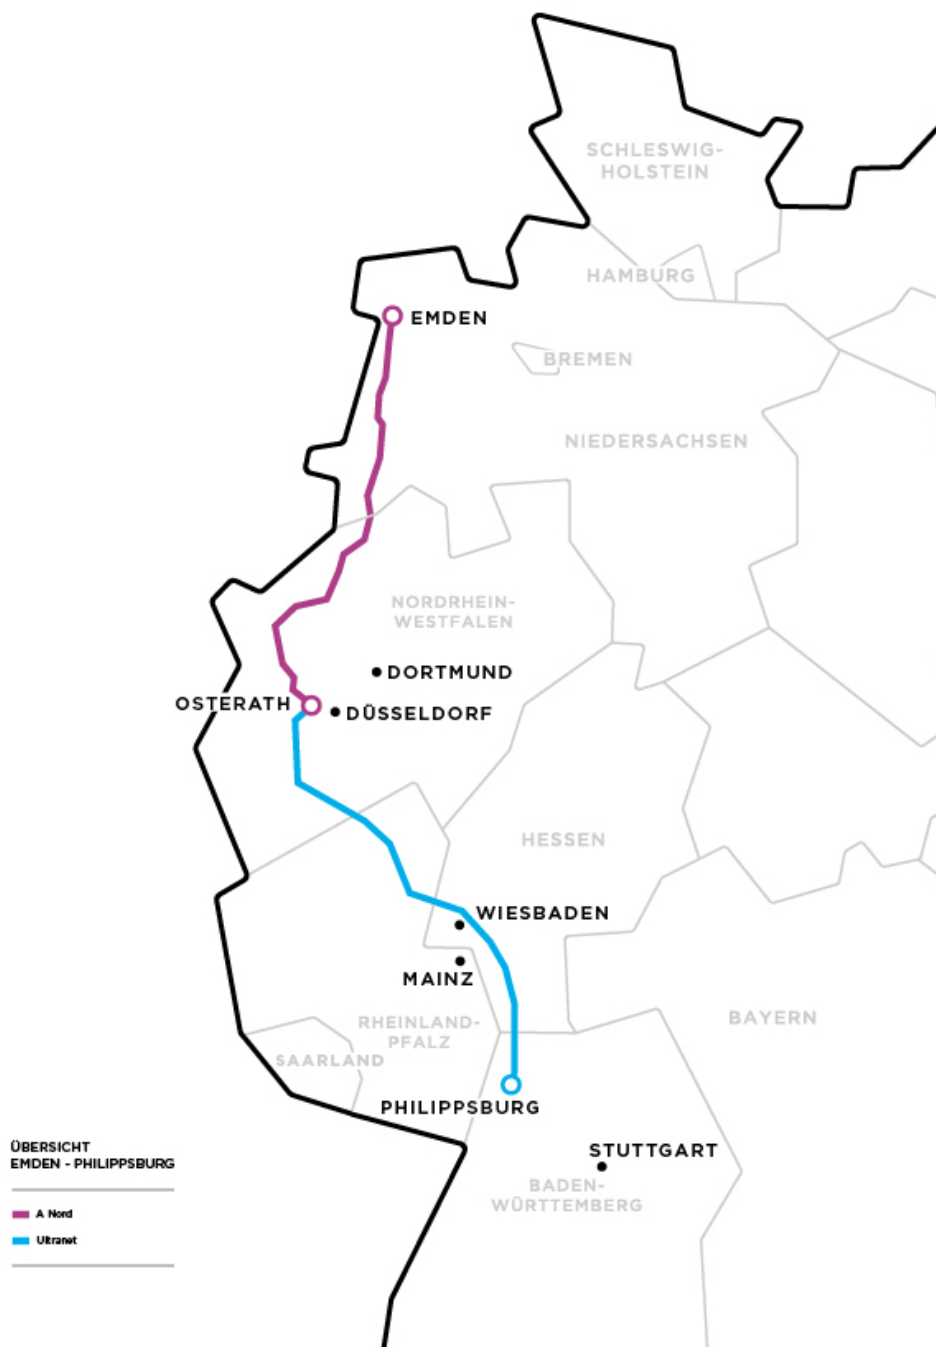 SCHLESWIG-
HOLSTEIN
HAMBURG
EMDEN
BREMEN
NIEDERSACHSEN
NORDRHEIN-
WESTFALEN
DORTMUND
OSTERATH
DÜSSELDORF
HESSEN
WIESBADEN
MAINZ
RHEINLAND-
PFALZ
BAYERN
SAARLAND
PHILIPPSBURG
STUTTGART
BADEN-
WÜRTTEMBERG
ÜBERSICHT
EMDEN - PHILIPPSBURG
A Nord
Ultranet